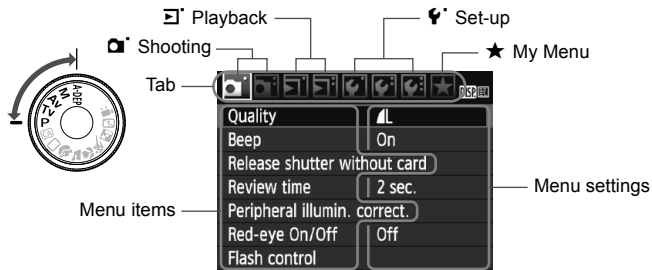 Playback
Set-up
Shooting
My Menu
Tab
DISP.
A-DEP
M
Av
Tv
P
Quality L
Beep On
Release shutter without card
Review time 2 sec.
Menu settings
Menu items
Peripheral illumin. correct.
Red-eye On/Off Off
Flash control